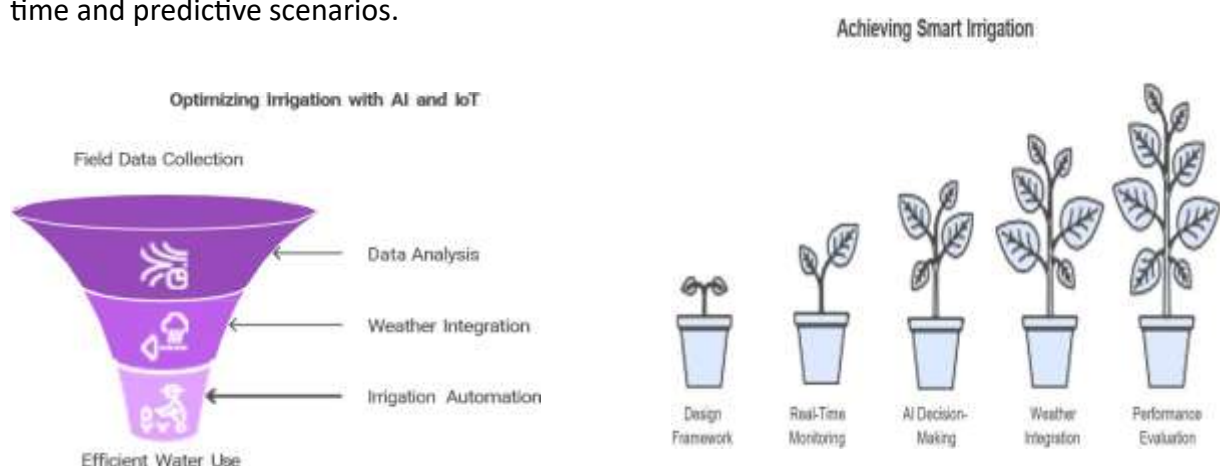 time and predictive scenarios.
Optimizing Irrigation with AI and IoT
Field Data Collection
Data Analysis
Weather Integration
Irrigation Automation
Efficient Water Use
Achieving Smart Irrigation
Design
Framework
Real-Time
Monitoring
AI Decision-
Making
Weather
Integration
Performance
Evaluation